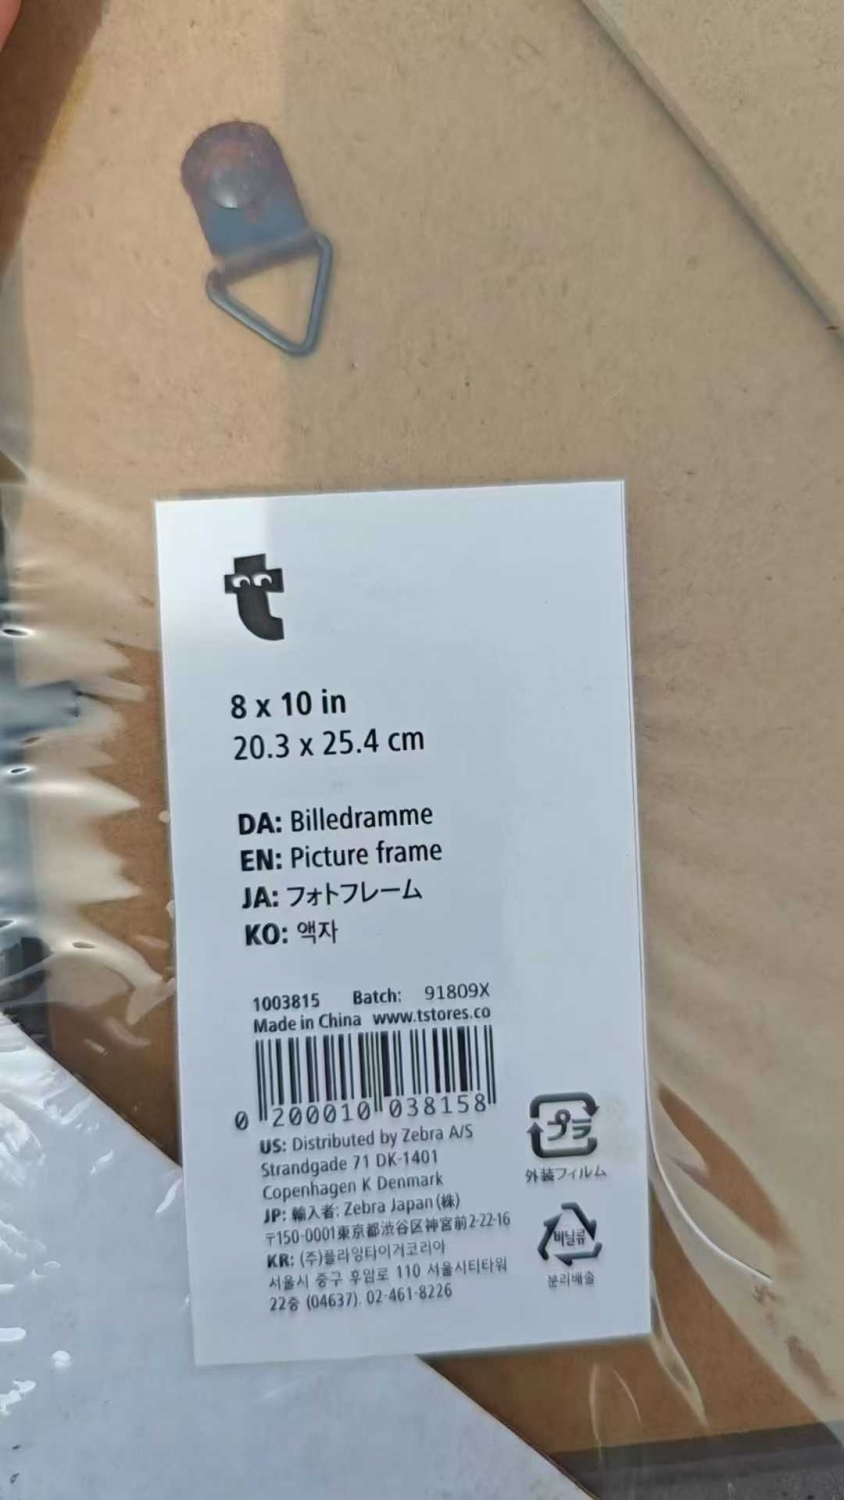 t
8 x 10 in
20.3 x 25.4 cm
DA: Billedramme
EN: Picture frame
JA: フォトフレーム
KO: 액자
1003815 Batch: 91809X
Made in China www.tstores.co
0 200010 038158
US: Distributed by Zebra A/S
Strandgade 71 DK-1401
Copenhagen K Denmark
JP: 輸入者: Zebra Japan(株)
〒150-0001東京都渋谷区神宮前2-22-16
KR: (주)플라잉타이거코리아
서울시 중구 후암로 110 서울시티타워
22층 (04637). 02-461-8226
プラ
外装フィルム
비닐류
분리배출